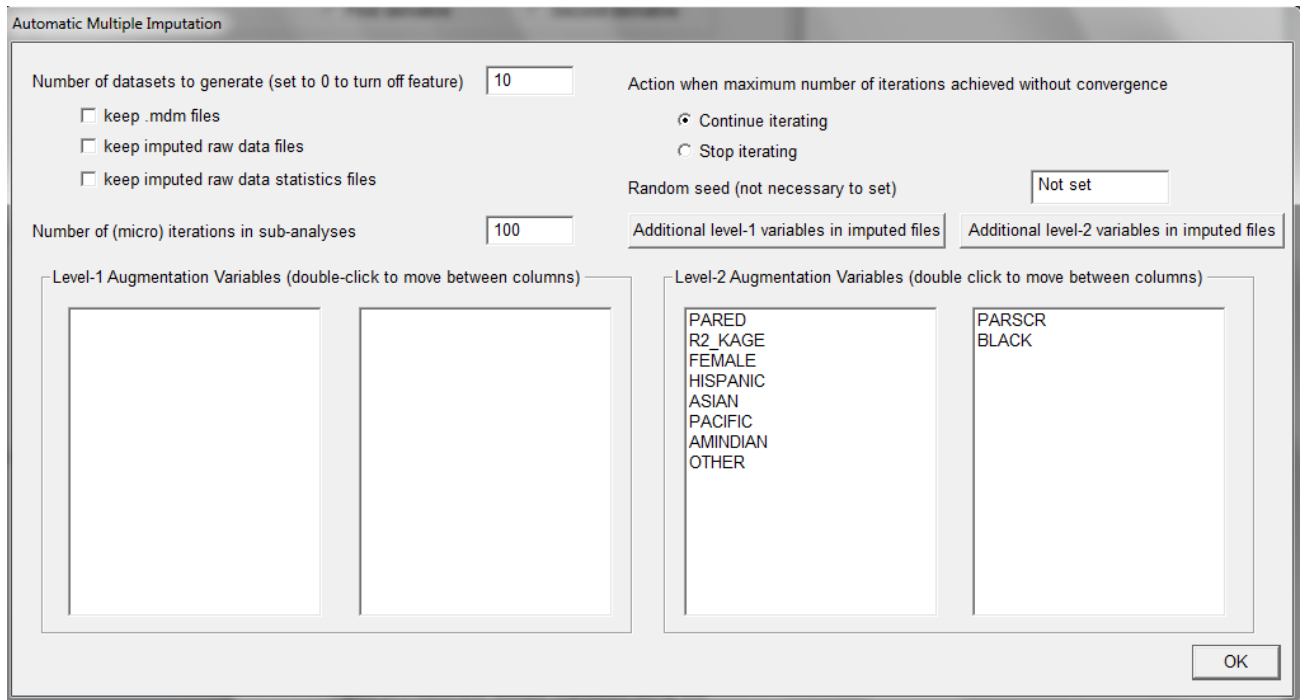 Automatic Multiple Imputation
Number of datasets to generate (set to 0 to turn off feature) 10
keep .mdm files
keep imputed raw data files
keep imputed raw data statistics files
Number of (micro) iterations in sub-analyses 100
Action when maximum number of iterations achieved without convergence
Continue iterating
Stop iterating
Random seed (not necessary to set) Not set
Additional level-1 variables in imputed files Additional level-2 variables in imputed files
Level-1 Augmentation Variables (double-click to move between columns)
Level-2 Augmentation Variables (double click to move between columns)
PARED
R2_KAGE
FEMALE
HISPANIC
ASIAN
PACIFIC
AMINDIAN
OTHER
PARSCR
BLACK
OK